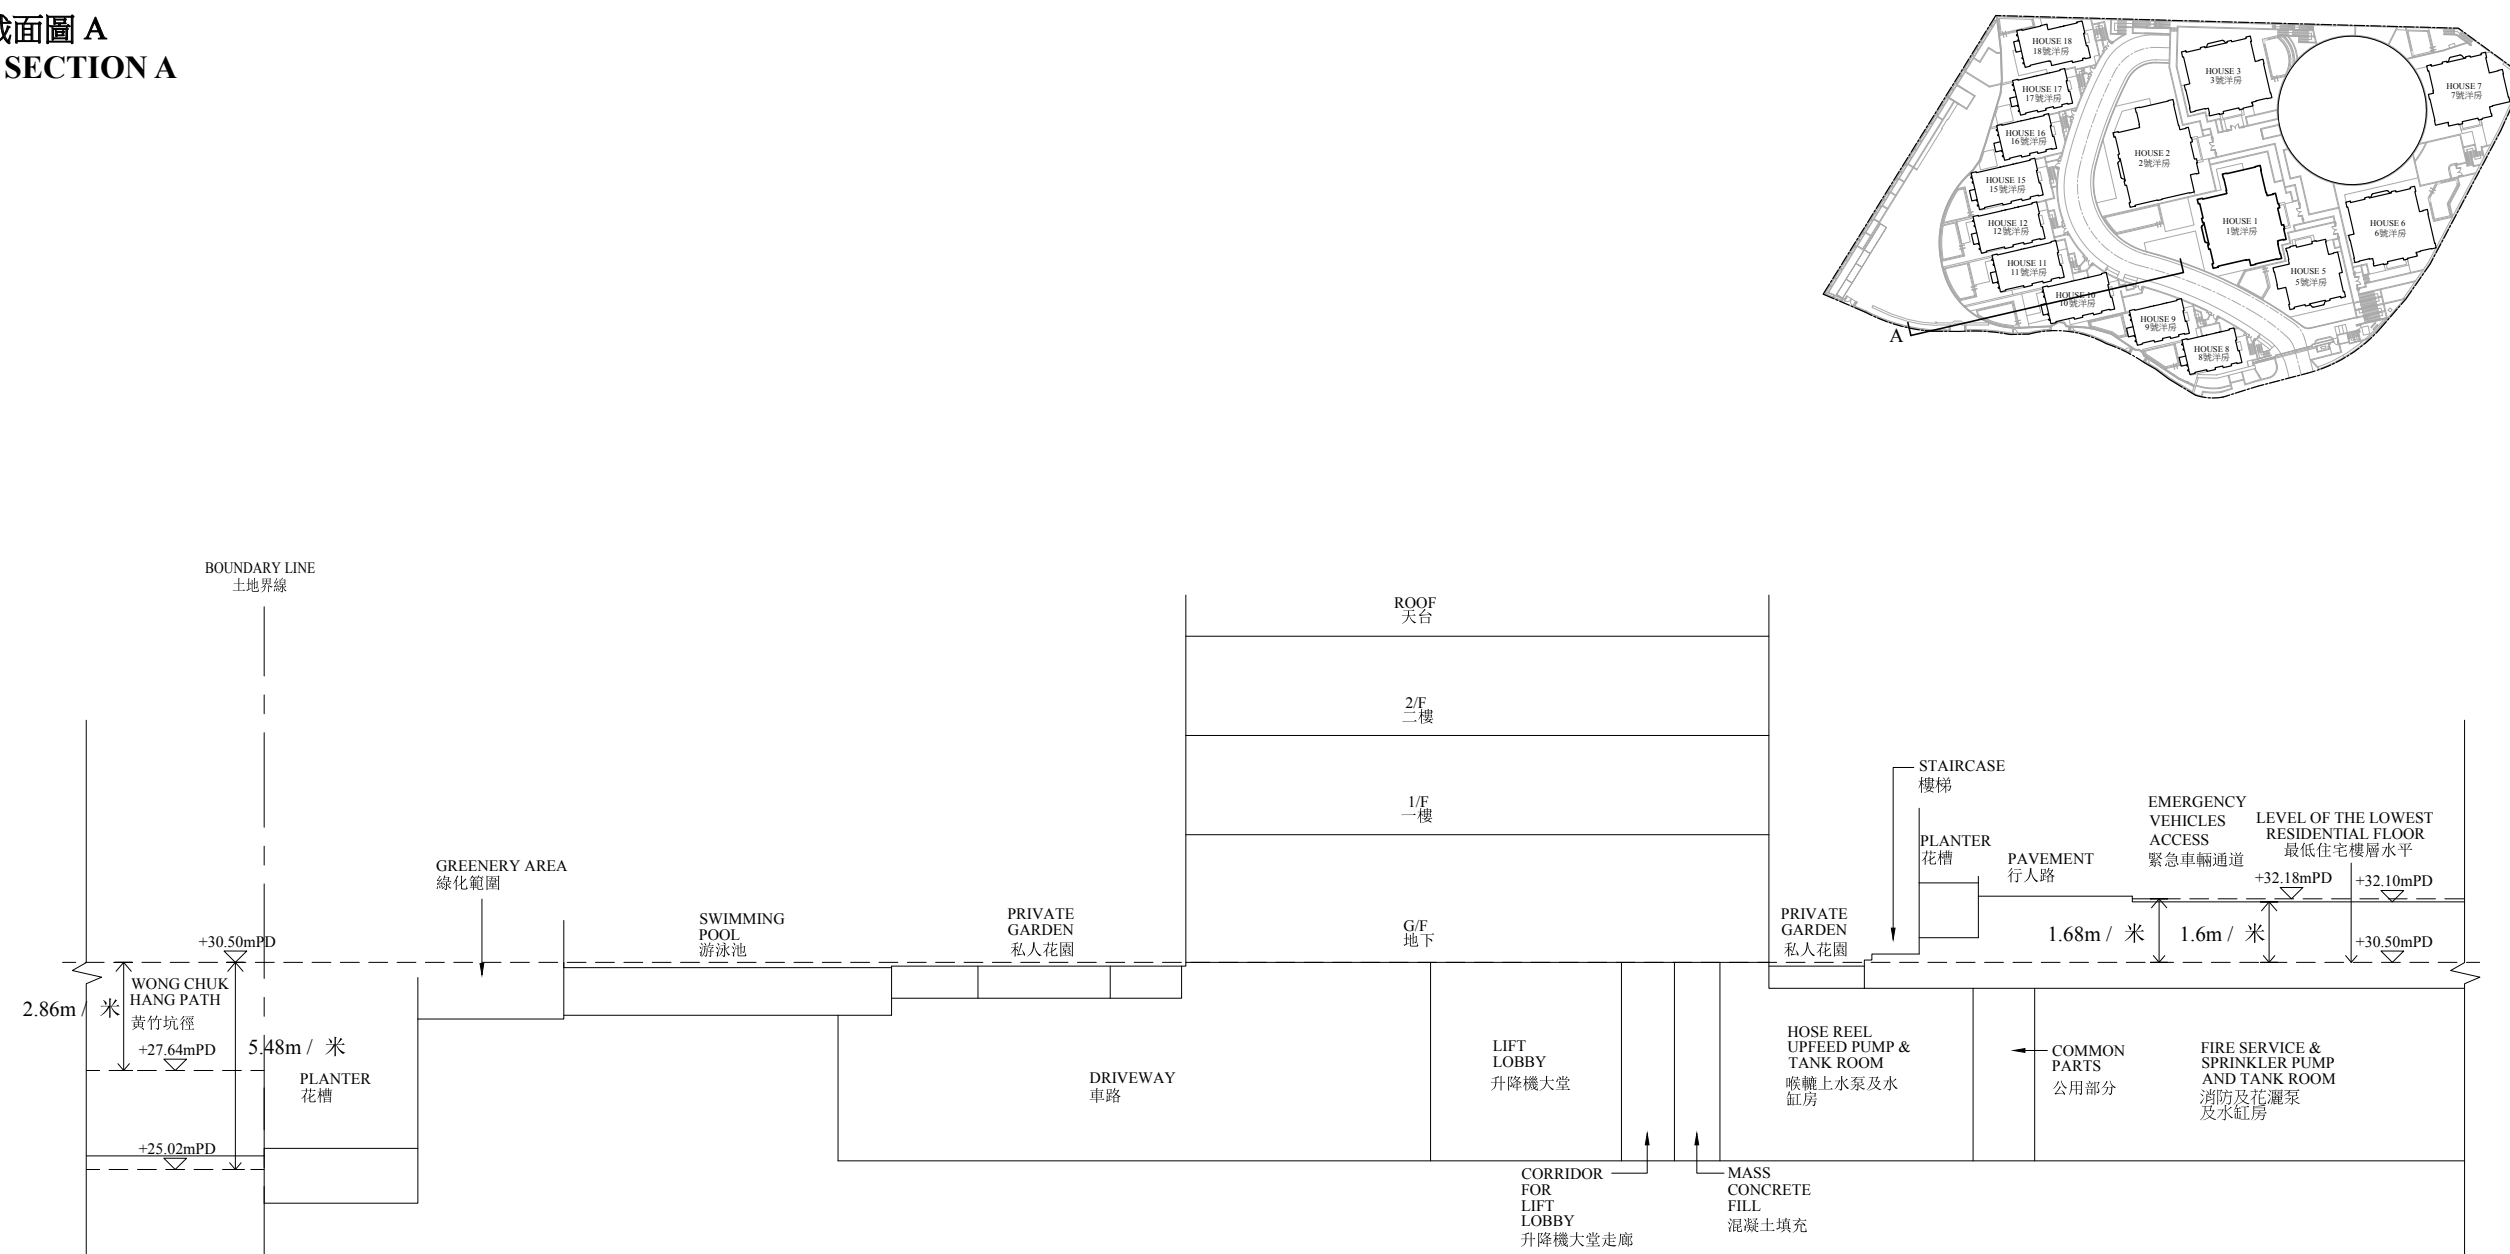 截面圖 A
SECTION A
HOUSE 18
18號洋房
HOUSE 17
17號洋房
HOUSE 16
16號洋房
HOUSE 15
15號洋房
HOUSE 12
12號洋房
HOUSE 11
11號洋房
HOUSE 10
10號洋房
HOUSE 9
9號洋房
HOUSE 8
8號洋房
HOUSE 3
3號洋房
HOUSE 2
2號洋房
HOUSE 1
1號洋房
HOUSE 5
5號洋房
HOUSE 6
6號洋房
HOUSE 7
7號洋房
A
BOUNDARY LINE
土地界線
ROOF
天台
2/F
二樓
1/F
一樓
G/F
地下
GREENERY AREA
綠化範圍
SWIMMING
POOL
游泳池
PRIVATE
GARDEN
私人花園
PRIVATE
GARDEN
私人花園
STAIRCASE
樓梯
PLANTER
花槽
PAVEMENT
行人路
EMERGENCY
VEHICLES
ACCESS
緊急車輛通道
LEVEL OF THE LOWEST
RESIDENTIAL FLOOR
最低住宅樓層水平
+32.18mPD
+32.10mPD
1.68m / 米
1.6m / 米
+30.50mPD
+30.50mPD
WONG CHUK
HANG PATH
黃竹坑徑
2.86m / 米
+27.64mPD
5.48m / 米
+25.02mPD
PLANTER
花槽
DRIVEWAY
車路
LIFT
LOBBY
升降機大堂
HOSE REEL
UPFEED PUMP &
TANK ROOM
喉轆上水泵及水
缸房
COMMON
PARTS
公用部分
FIRE SERVICE &
SPRINKLER PUMP
AND TANK ROOM
消防及花灑泵
及水缸房
CORRIDOR
FOR
LIFT
LOBBY
升降機大堂走廊
MASS
CONCRETE
FILL
混凝土填充